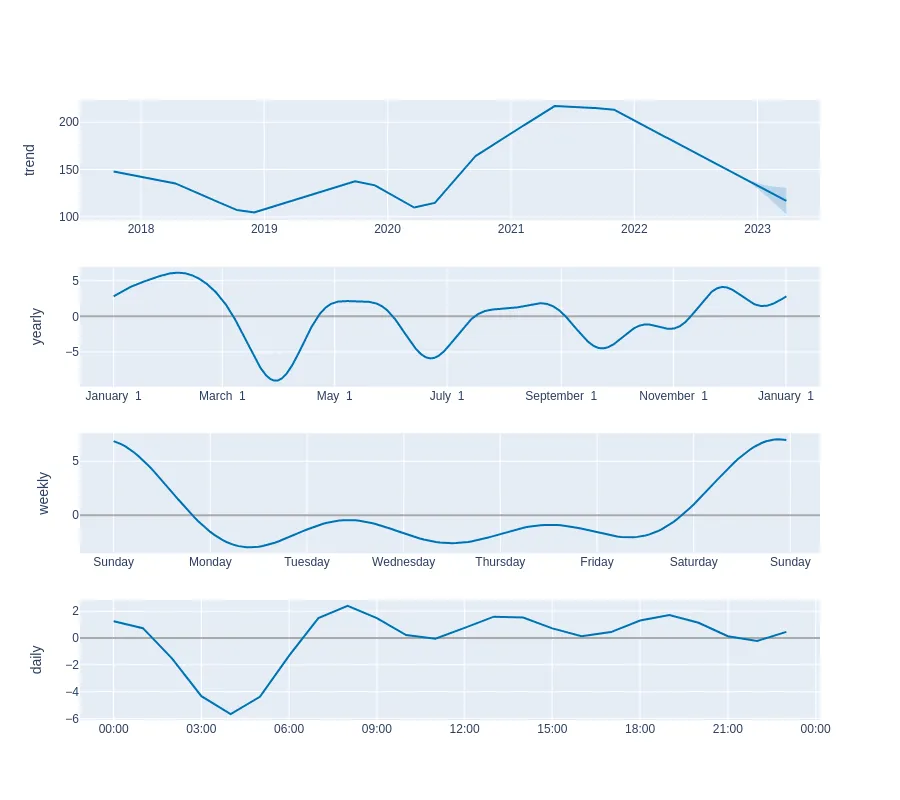 trend
200
150
100
2018 2019 2020 2021 2022 2023
yearly
5
0
−5
January 1 March 1 May 1 July 1 September 1 November 1 January 1
weekly
5
0
Sunday Monday Tuesday Wednesday Thursday Friday Saturday Sunday
daily
2
0
−2
−4
−6
00:00 03:00 06:00 09:00 12:00 15:00 18:00 21:00 00:00